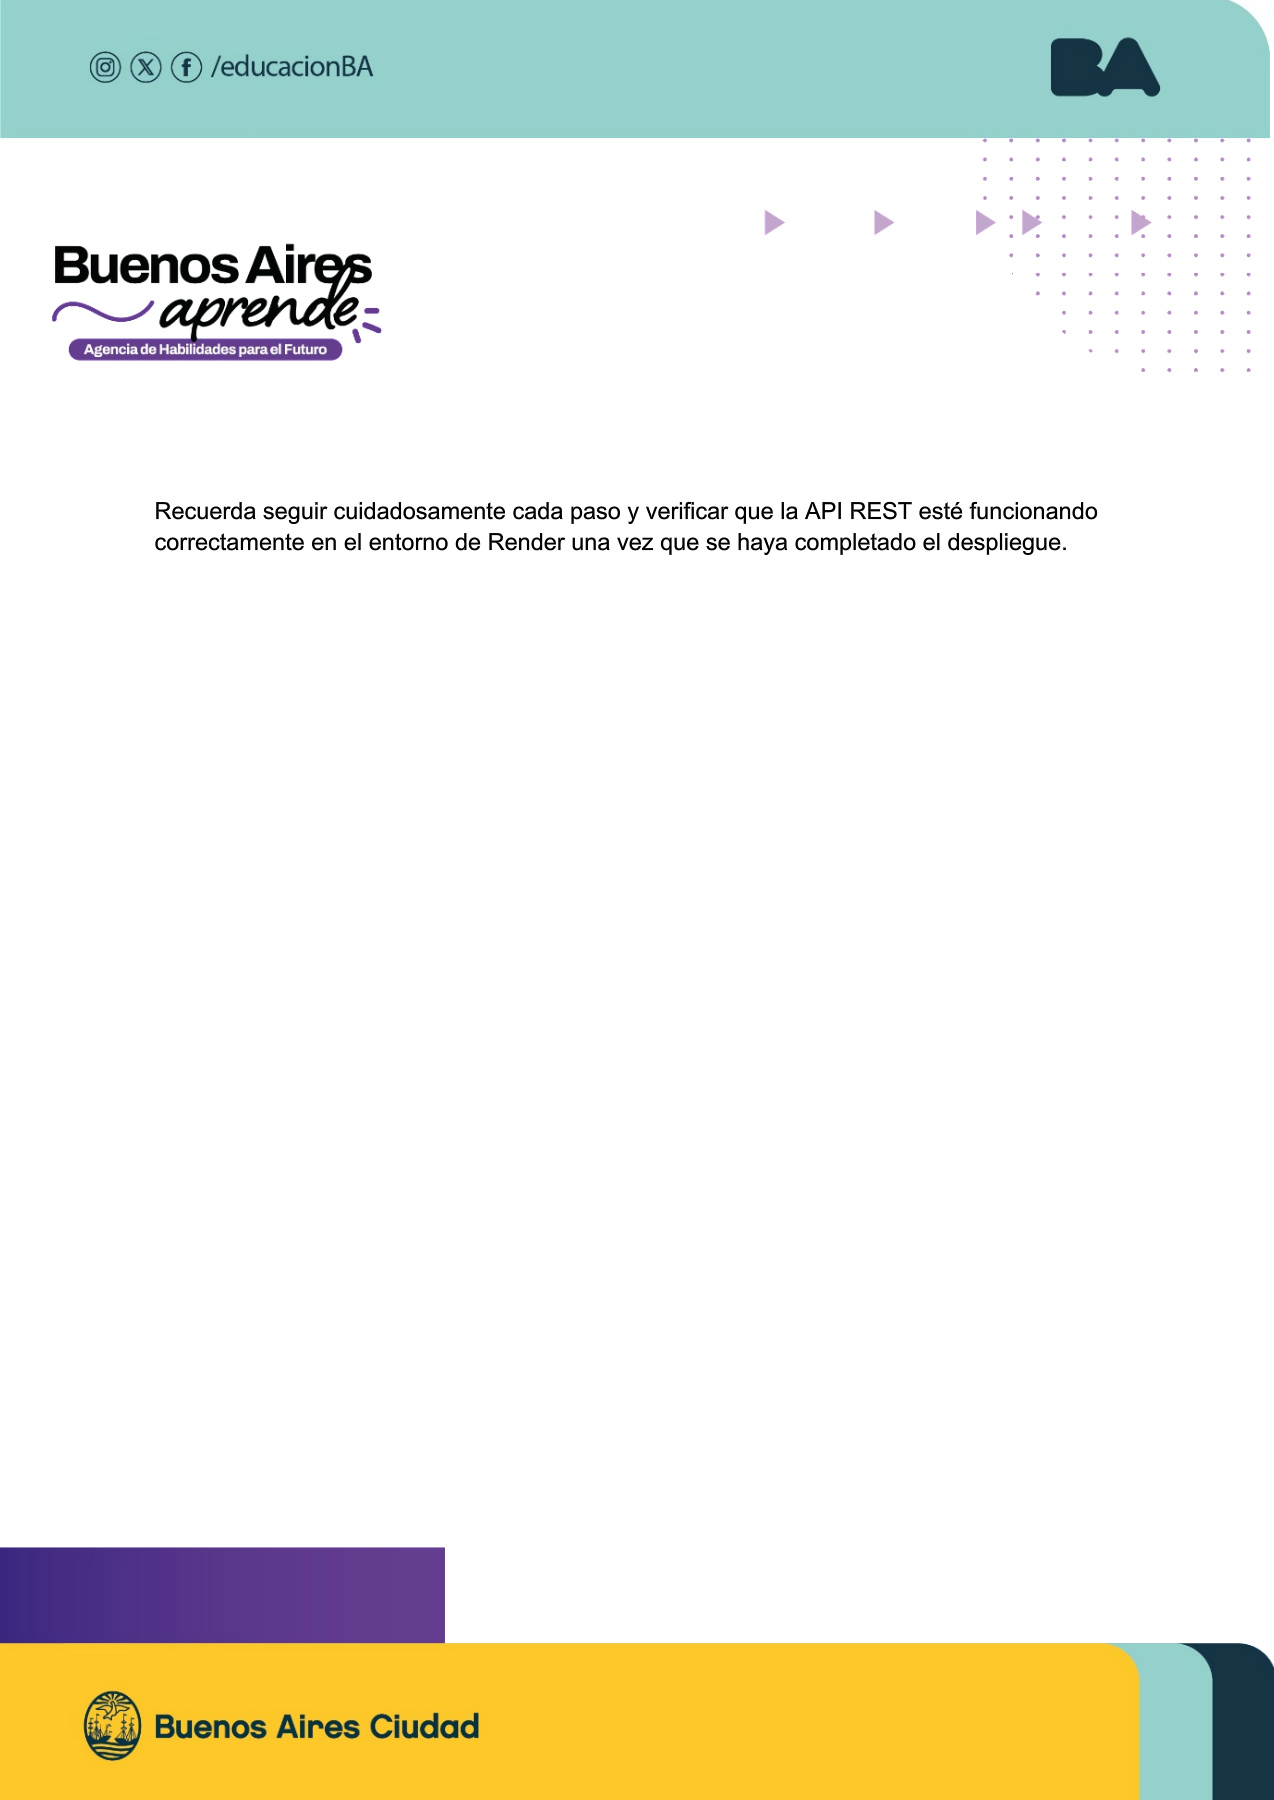 /educacionBA
BA
Buenos Aires
aprende
Agencia de Habilidades para el Futuro
Recuerda seguir cuidadosamente cada paso y verificar que la API REST esté funcionando
correctamente en el entorno de Render una vez que se haya completado el despliegue.
Buenos Aires Ciudad